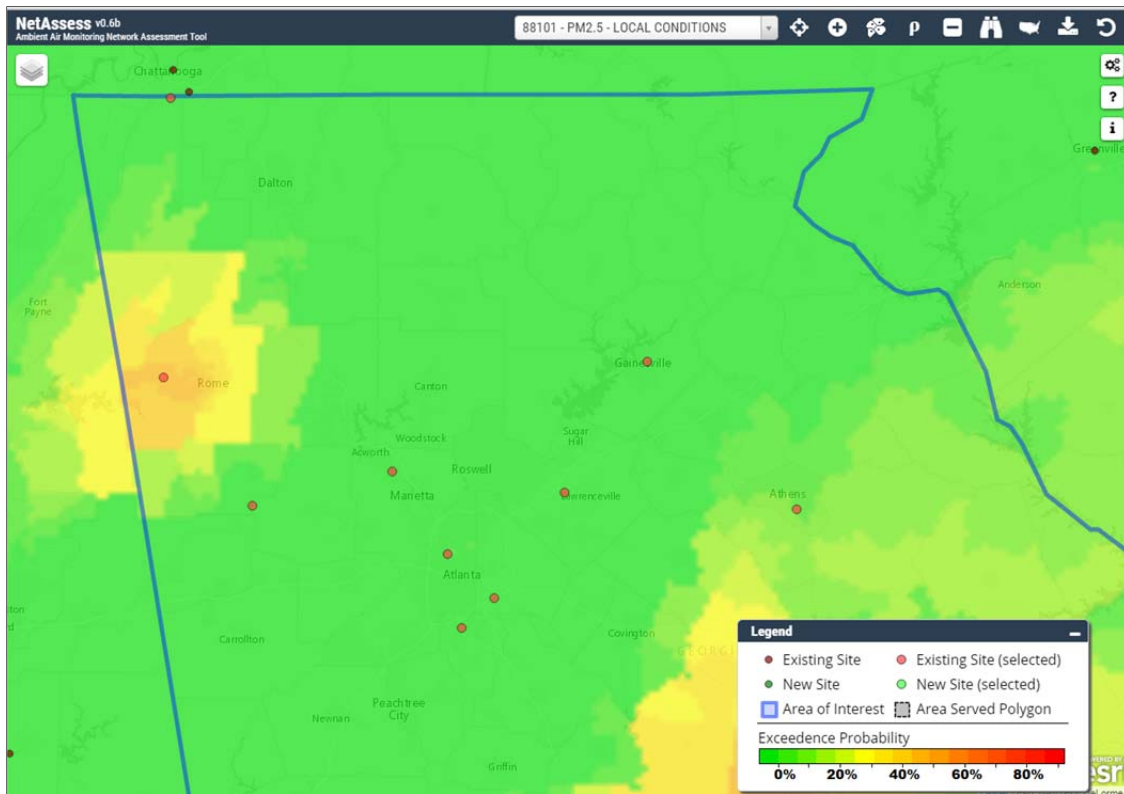 NetAssess v0.6b
Ambient Air Monitoring Network Assessment Tool
88101 - PM2.5 - LOCAL CONDITIONS
ρ
?
i
Chattanooga
Greenville
Dalton
Fort
Payne
Anderson
Rome
Gainesville
Canton
Sugar
Hill
Woodstock
Acworth
Roswell
Marietta
Lawrenceville
Athens
Atlanta
Carrollton
Covington
Peachtree
City
Newnan
Griffin
Legend
Existing Site
Existing Site (selected)
New Site
New Site (selected)
Area of Interest
Area Served Polygon
Exceedence Probability
0% 20% 40% 60% 80%